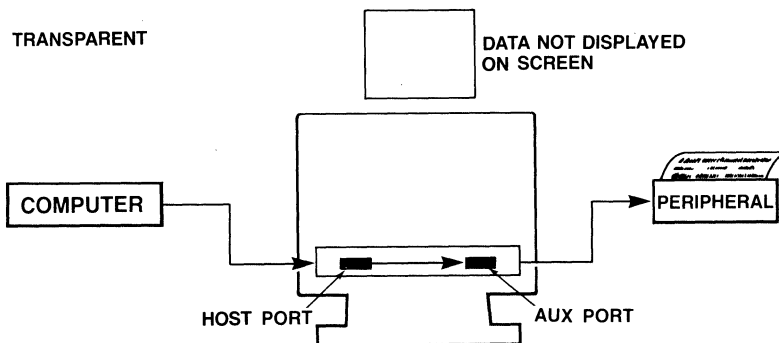 TRANSPARENT
DATA NOT DISPLAYED
ON SCREEN
COMPUTER
PERIPHERAL
HOST PORT
AUX PORT